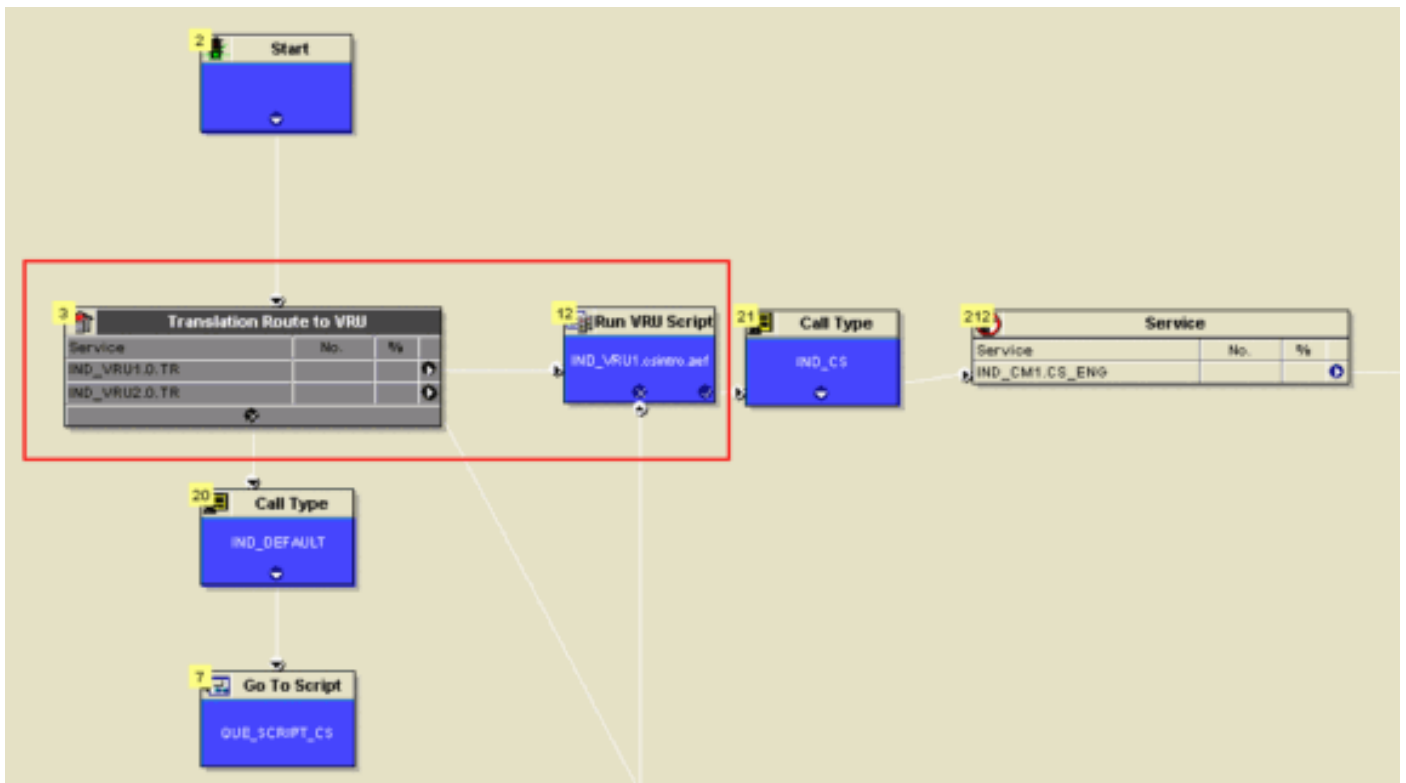 2
Start
3
Translation Route to VRU
Service No. %
IND_VRU1.0.TR
IND_VRU2.0.TR
12
Run VRU Script
IND_VRU1.csintro.aef
21
Call Type
IND_CS
212
Service
Service No. %
IND_CM1.CS_ENG
20
Call Type
IND_DEFAULT
7
Go To Script
QUE_SCRIPT_CS